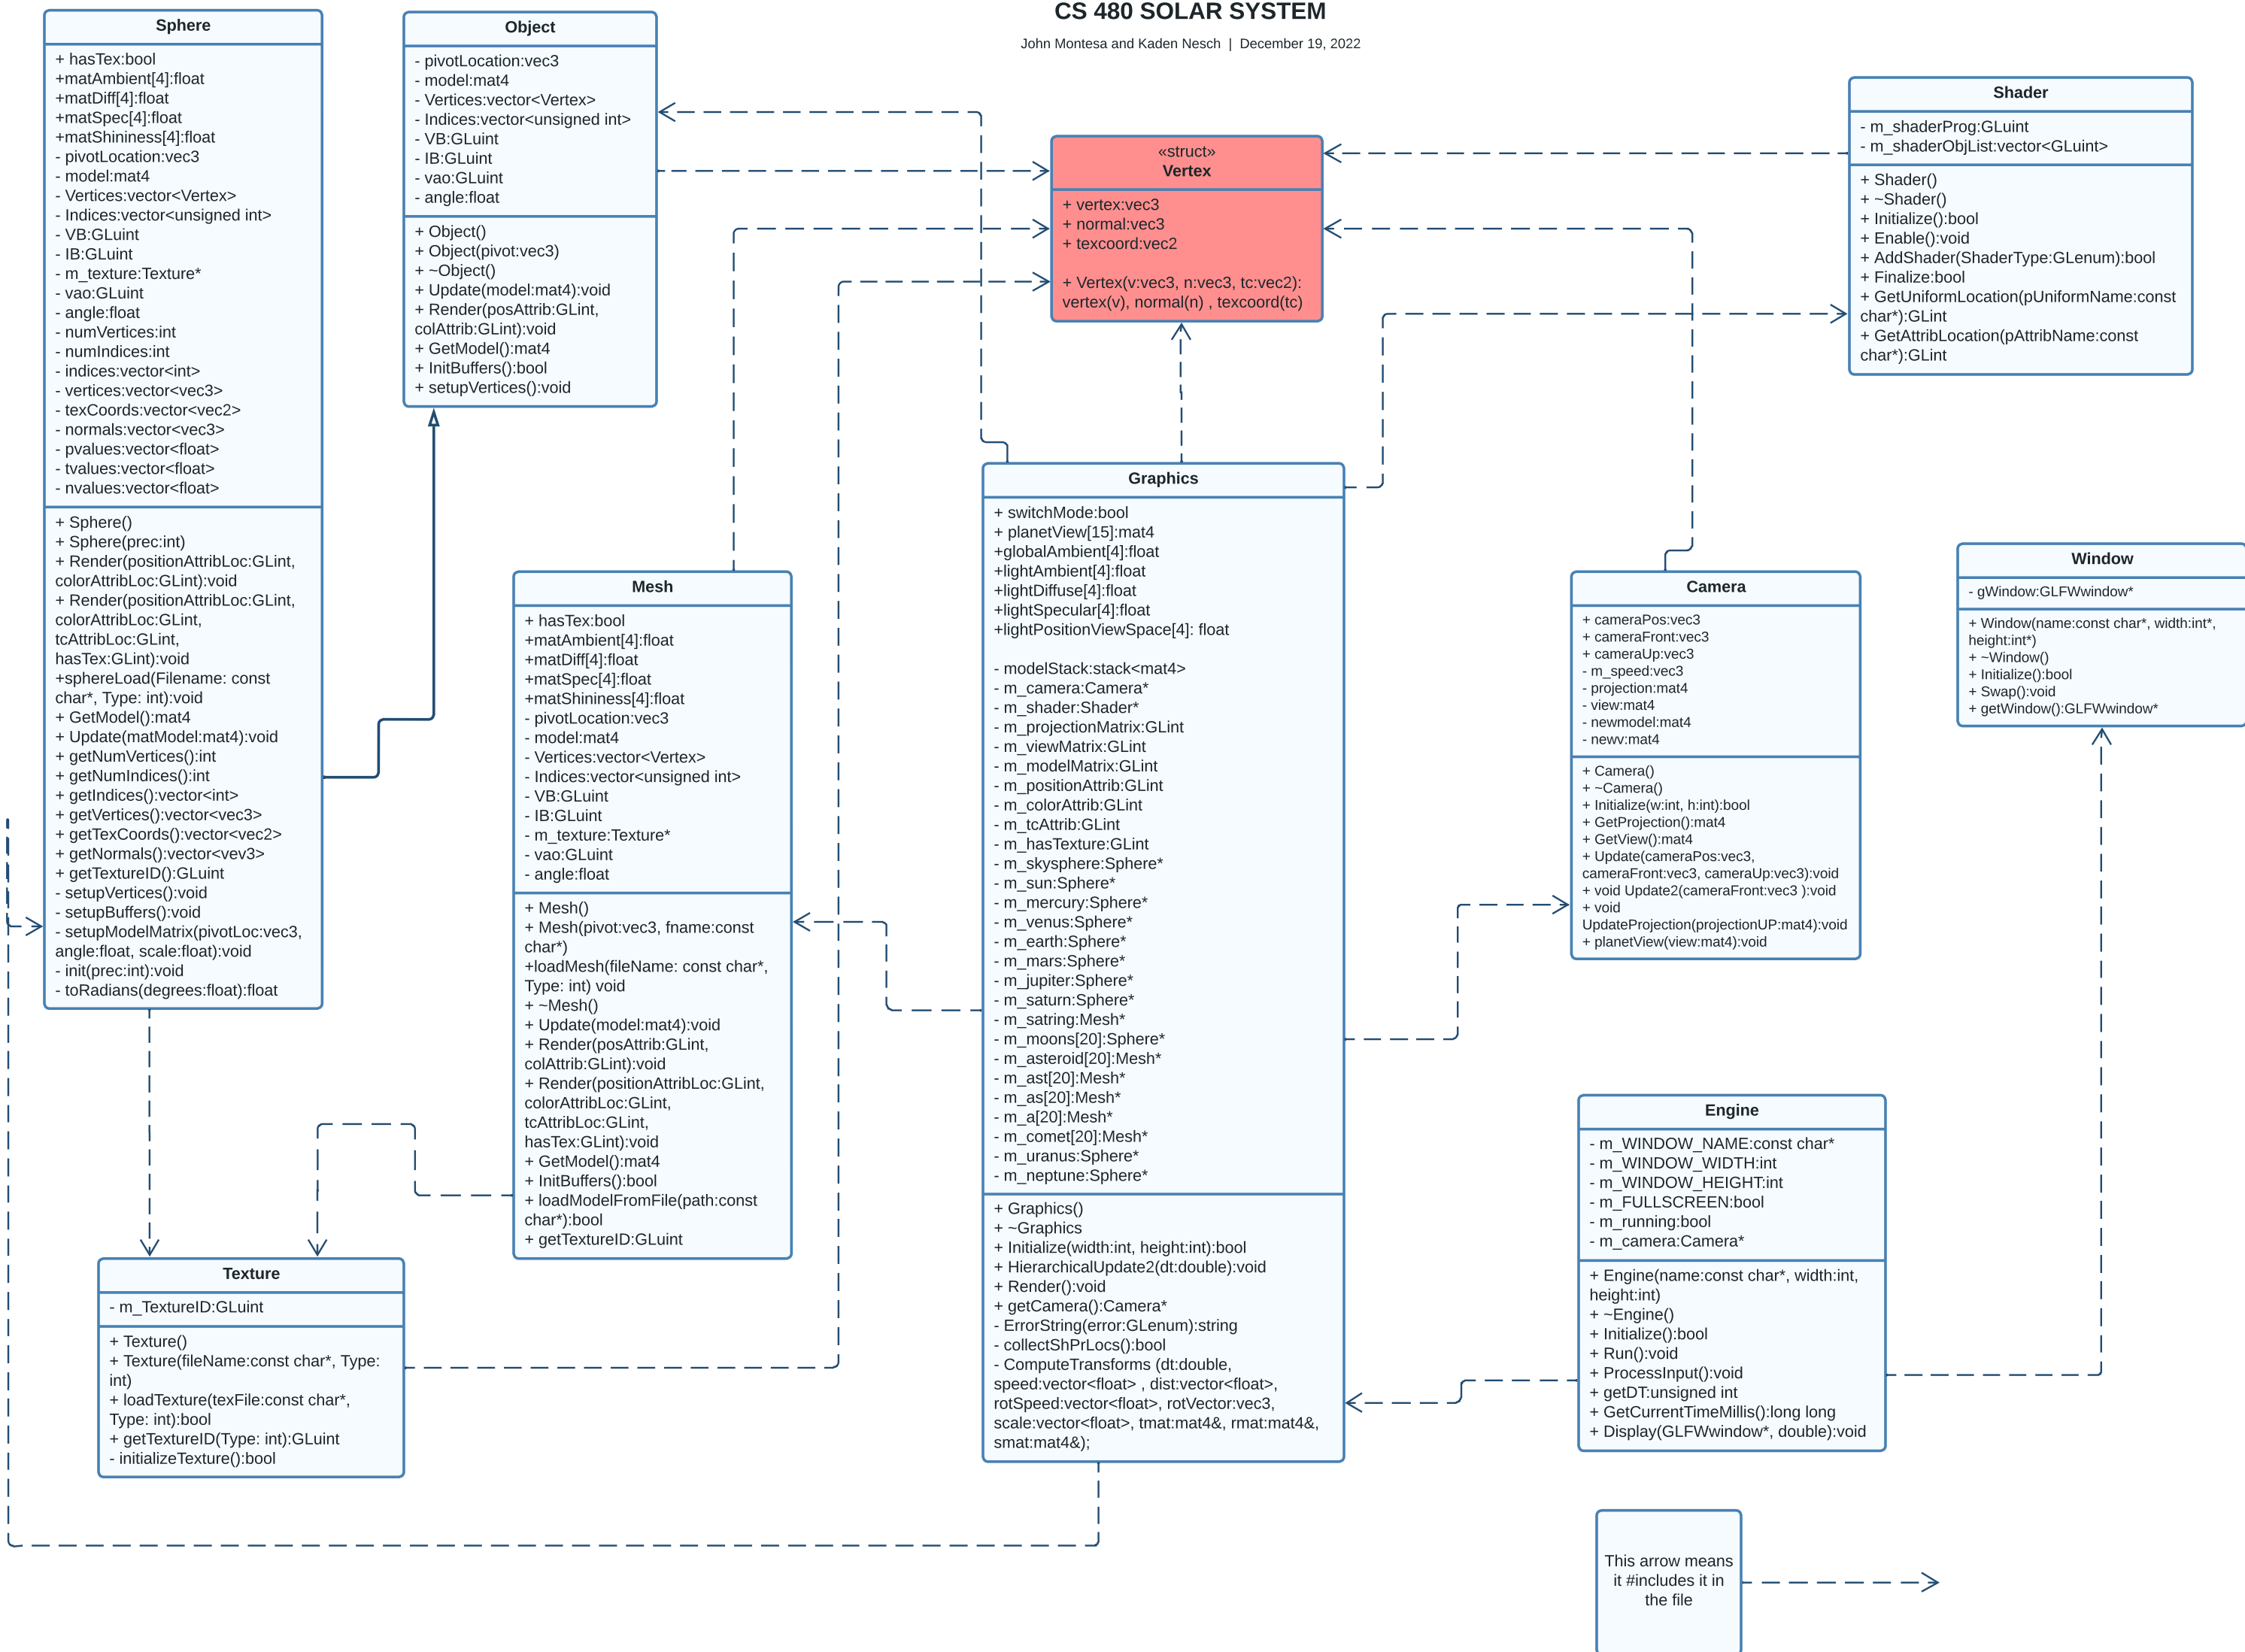 CS 480 SOLAR SYSTEM
John Montesa and Kaden Nesch | December 19, 2022
Sphere
+ hasTex:bool
+matAmbient[4]:float
+matDiff[4]:float
+matSpec[4]:float
+matShininess[4]:float
- pivotLocation:vec3
- model:mat4
- Vertices:vector<Vertex>
- Indices:vector<unsigned int>
- VB:GLuint
- IB:GLuint
- m_texture:Texture*
- vao:GLuint
- angle:float
- numVertices:int
- numIndices:int
- indices:vector<int>
- vertices:vector<vec3>
- texCoords:vector<vec2>
- normals:vector<vec3>
- pvalues:vector<float>
- tvalues:vector<float>
- nvalues:vector<float>
+ Sphere()
+ Sphere(prec:int)
+ Render(positionAttribLoc:GLint,
colorAttribLoc:GLint):void
+ Render(positionAttribLoc:GLint,
colorAttribLoc:GLint,
tcAttribLoc:GLint,
hasTex:GLint):void
+sphereLoad(Filename: const
char*, Type: int):void
+ GetModel():mat4
+ Update(matModel:mat4):void
+ getNumVertices():int
+ getNumIndices():int
+ getIndices():vector<int>
+ getVertices():vector<vec3>
+ getTexCoords():vector<vec2>
+ getNormals():vector<vev3>
+ getTextureID():GLuint
- setupVertices():void
- setupBuffers():void
- setupModelMatrix(pivotLoc:vec3,
angle:float, scale:float):void
- init(prec:int):void
- toRadians(degrees:float):float
Object
- pivotLocation:vec3
- model:mat4
- Vertices:vector<Vertex>
- Indices:vector<unsigned int>
- VB:GLuint
- IB:GLuint
- vao:GLuint
- angle:float
+ Object()
+ Object(pivot:vec3)
+ ~Object()
+ Update(model:mat4):void
+ Render(posAttrib:GLint,
colAttrib:GLint):void
+ GetModel():mat4
+ InitBuffers():bool
+ setupVertices():void
«struct»
Vertex
+ vertex:vec3
+ normal:vec3
+ texcoord:vec2
+ Vertex(v:vec3, n:vec3, tc:vec2):
vertex(v), normal(n) , texcoord(tc)
Shader
- m_shaderProg:GLuint
- m_shaderObjList:vector<GLuint>
+ Shader()
+ ~Shader()
+ Initialize():bool
+ Enable():void
+ AddShader(ShaderType:GLenum):bool
+ Finalize:bool
+ GetUniformLocation(pUniformName:const
char*):GLint
+ GetAttribLocation(pAttribName:const
char*):GLint
Mesh
+ hasTex:bool
+matAmbient[4]:float
+matDiff[4]:float
+matSpec[4]:float
+matShininess[4]:float
- pivotLocation:vec3
- model:mat4
- Vertices:vector<Vertex>
- Indices:vector<unsigned int>
- VB:GLuint
- IB:GLuint
- m_texture:Texture*
- vao:GLuint
- angle:float
+ Mesh()
+ Mesh(pivot:vec3, fname:const
char*)
+loadMesh(fileName: const char*,
Type: int) void
+ ~Mesh()
+ Update(model:mat4):void
+ Render(posAttrib:GLint,
colAttrib:GLint):void
+ Render(positionAttribLoc:GLint,
colorAttribLoc:GLint,
tcAttribLoc:GLint,
hasTex:GLint):void
+ GetModel():mat4
+ InitBuffers():bool
+ loadModelFromFile(path:const
char*):bool
+ getTextureID:GLuint
Graphics
+ switchMode:bool
+ planetView[15]:mat4
+globalAmbient[4]:float
+lightAmbient[4]:float
+lightDiffuse[4]:float
+lightSpecular[4]:float
+lightPositionViewSpace[4]: float
- modelStack:stack<mat4>
- m_camera:Camera*
- m_shader:Shader*
- m_projectionMatrix:GLint
- m_viewMatrix:GLint
- m_modelMatrix:GLint
- m_positionAttrib:GLint
- m_colorAttrib:GLint
- m_tcAttrib:GLint
- m_hasTexture:GLint
- m_skysphere:Sphere*
- m_sun:Sphere*
- m_mercury:Sphere*
- m_venus:Sphere*
- m_earth:Sphere*
- m_mars:Sphere*
- m_jupiter:Sphere*
- m_saturn:Sphere*
- m_satring:Mesh*
- m_moons[20]:Sphere*
- m_asteroid[20]:Mesh*
- m_ast[20]:Mesh*
- m_as[20]:Mesh*
- m_a[20]:Mesh*
- m_comet[20]:Mesh*
- m_uranus:Sphere*
- m_neptune:Sphere*
+ Graphics()
+ ~Graphics
+ Initialize(width:int, height:int):bool
+ HierarchicalUpdate2(dt:double):void
+ Render():void
+ getCamera():Camera*
- ErrorString(error:GLenum):string
- collectShPrLocs():bool
- ComputeTransforms (dt:double,
speed:vector<float> , dist:vector<float>,
rotSpeed:vector<float>, rotVector:vec3,
scale:vector<float>, tmat:mat4&, rmat:mat4&,
smat:mat4&);
Camera
+ cameraPos:vec3
+ cameraFront:vec3
+ cameraUp:vec3
- m_speed:vec3
- projection:mat4
- view:mat4
- newmodel:mat4
- newv:mat4
+ Camera()
+ ~Camera()
+ Initialize(w:int, h:int):bool
+ GetProjection():mat4
+ GetView():mat4
+ Update(cameraPos:vec3,
cameraFront:vec3, cameraUp:vec3):void
+ void Update2(cameraFront:vec3 ):void
+ void
UpdateProjection(projectionUP:mat4):void
+ planetView(view:mat4):void
Window
- gWindow:GLFWwindow*
+ Window(name:const char*, width:int*,
height:int*)
+ ~Window()
+ Initialize():bool
+ Swap():void
+ getWindow():GLFWwindow*
Texture
- m_TextureID:GLuint
+ Texture()
+ Texture(fileName:const char*, Type:
int)
+ loadTexture(texFile:const char*,
Type: int):bool
+ getTextureID(Type: int):GLuint
- initializeTexture():bool
Engine
- m_WINDOW_NAME:const char*
- m_WINDOW_WIDTH:int
- m_WINDOW_HEIGHT:int
- m_FULLSCREEN:bool
- m_running:bool
- m_camera:Camera*
+ Engine(name:const char*, width:int,
height:int)
+ ~Engine()
+ Initialize():bool
+ Run():void
+ ProcessInput():void
+ getDT:unsigned int
+ GetCurrentTimeMillis():long long
+ Display(GLFWwindow*, double):void
This arrow means
it #includes it in
the file